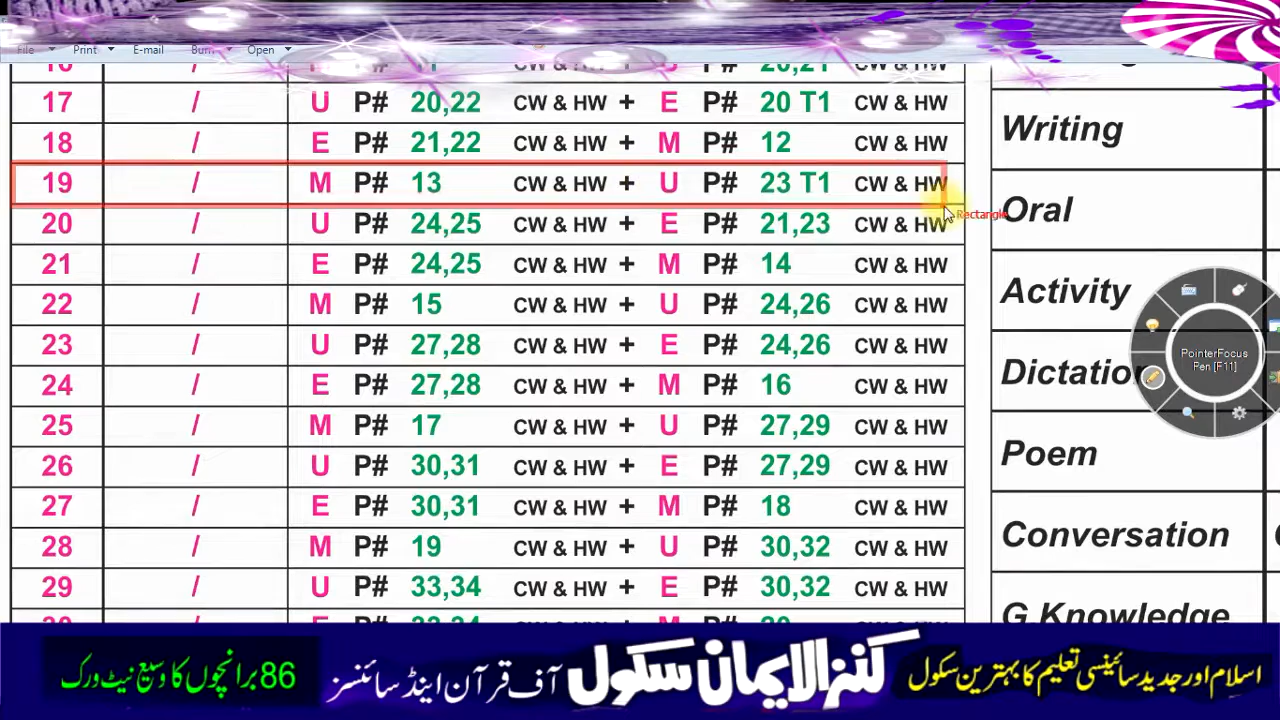 File Print E-mail Burn Open
17 / U P# 20,22 CW & HW + E P# 20 T1 CW & HW
18 / E P# 21,22 CW & HW + M P# 12 CW & HW
19 / M P# 13 CW & HW + U P# 23 T1 CW & HW
20 / U P# 24,25 CW & HW + E P# 21,23 CW & HW
21 / E P# 24,25 CW & HW + M P# 14 CW & HW
22 / M P# 15 CW & HW + U P# 24,26 CW & HW
23 / U P# 27,28 CW & HW + E P# 24,26 CW & HW
24 / E P# 27,28 CW & HW + M P# 16 CW & HW
25 / M P# 17 CW & HW + U P# 27,29 CW & HW
26 / U P# 30,31 CW & HW + E P# 27,29 CW & HW
27 / E P# 30,31 CW & HW + M P# 18 CW & HW
28 / M P# 19 CW & HW + U P# 30,32 CW & HW
29 / U P# 33,34 CW & HW + E P# 30,32 CW & HW
Rectangle
Writing
Oral
Activity
Dictation
Poem
Conversation
G Knowledge
PointerFocus
Pen [F11]
اسلام اور جدید سائینسی تعلیم کا بہترین سکول
کنزالایمان سکول آف قرآن اینڈ سائنسز
86 برانچوں کا وسیع نیٹ ورک